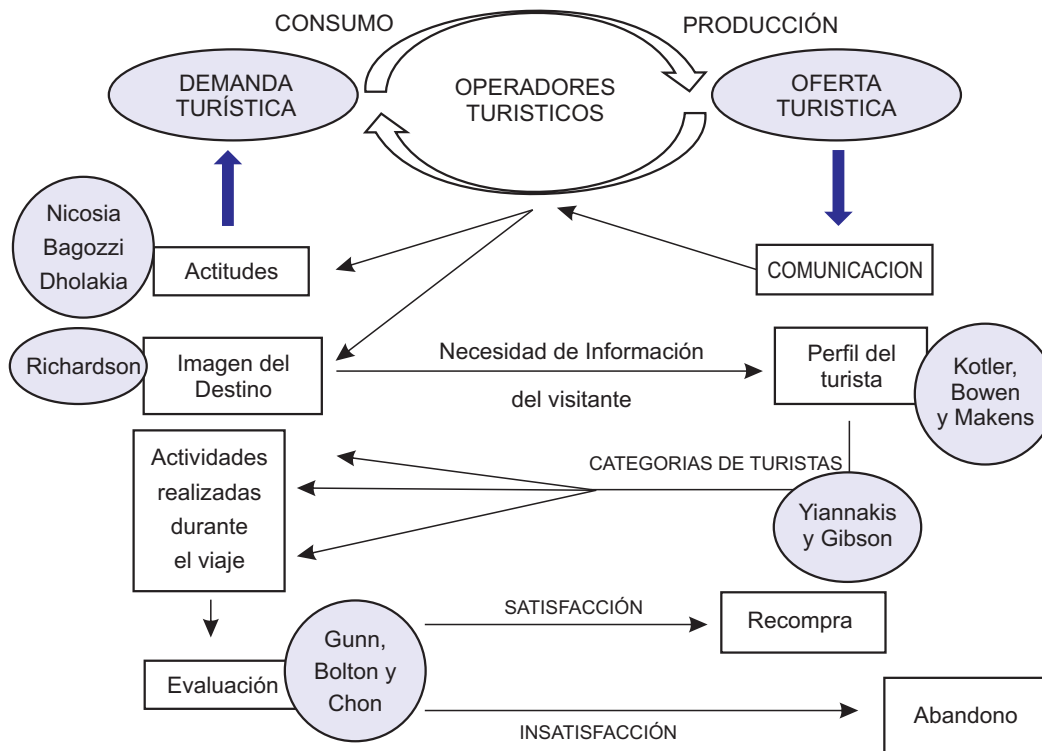 CONSUMO
PRODUCCIÓN
DEMANDA
TURÍSTICA
OPERADORES
TURISTICOS
OFERTA
TURISTICA
Nicosia
Bagozzi
Dholakia
Actitudes
COMUNICACION
Richardson
Imagen del
Destino
Necesidad de Información
del visitante
Perfil del
turista
Kotler,
Bowen
y Makens
Actividades
realizadas
durante
el viaje
CATEGORIAS DE TURISTAS
Yiannakis
y Gibson
Evaluación
Gunn,
Bolton y
Chon
SATISFACCIÓN
Recompra
INSATISFACCIÓN
Abandono